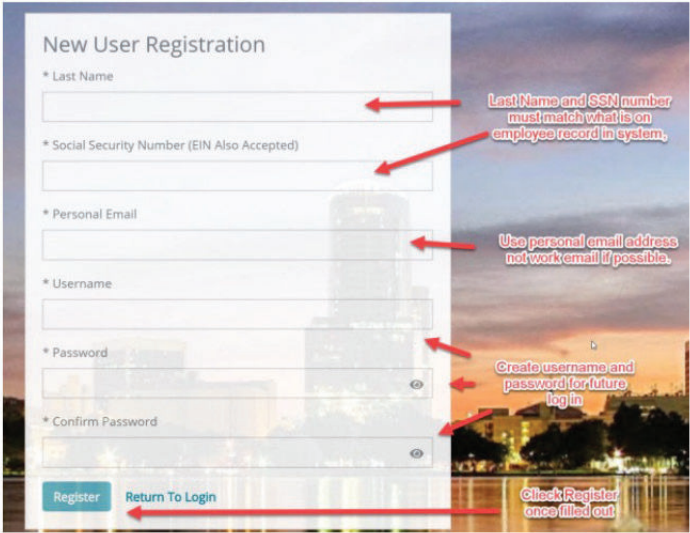 New User Registration
* Last Name
Last Name and SSN number
must match what is on
employee record in system.
* Social Security Number (EIN Also Accepted)
* Personal Email
Use personal email address
not work email if possible.
* Username
* Password
Create username and
password for future
log in
* Confirm Password
Register Return To Login
Clieck Register
once filled out